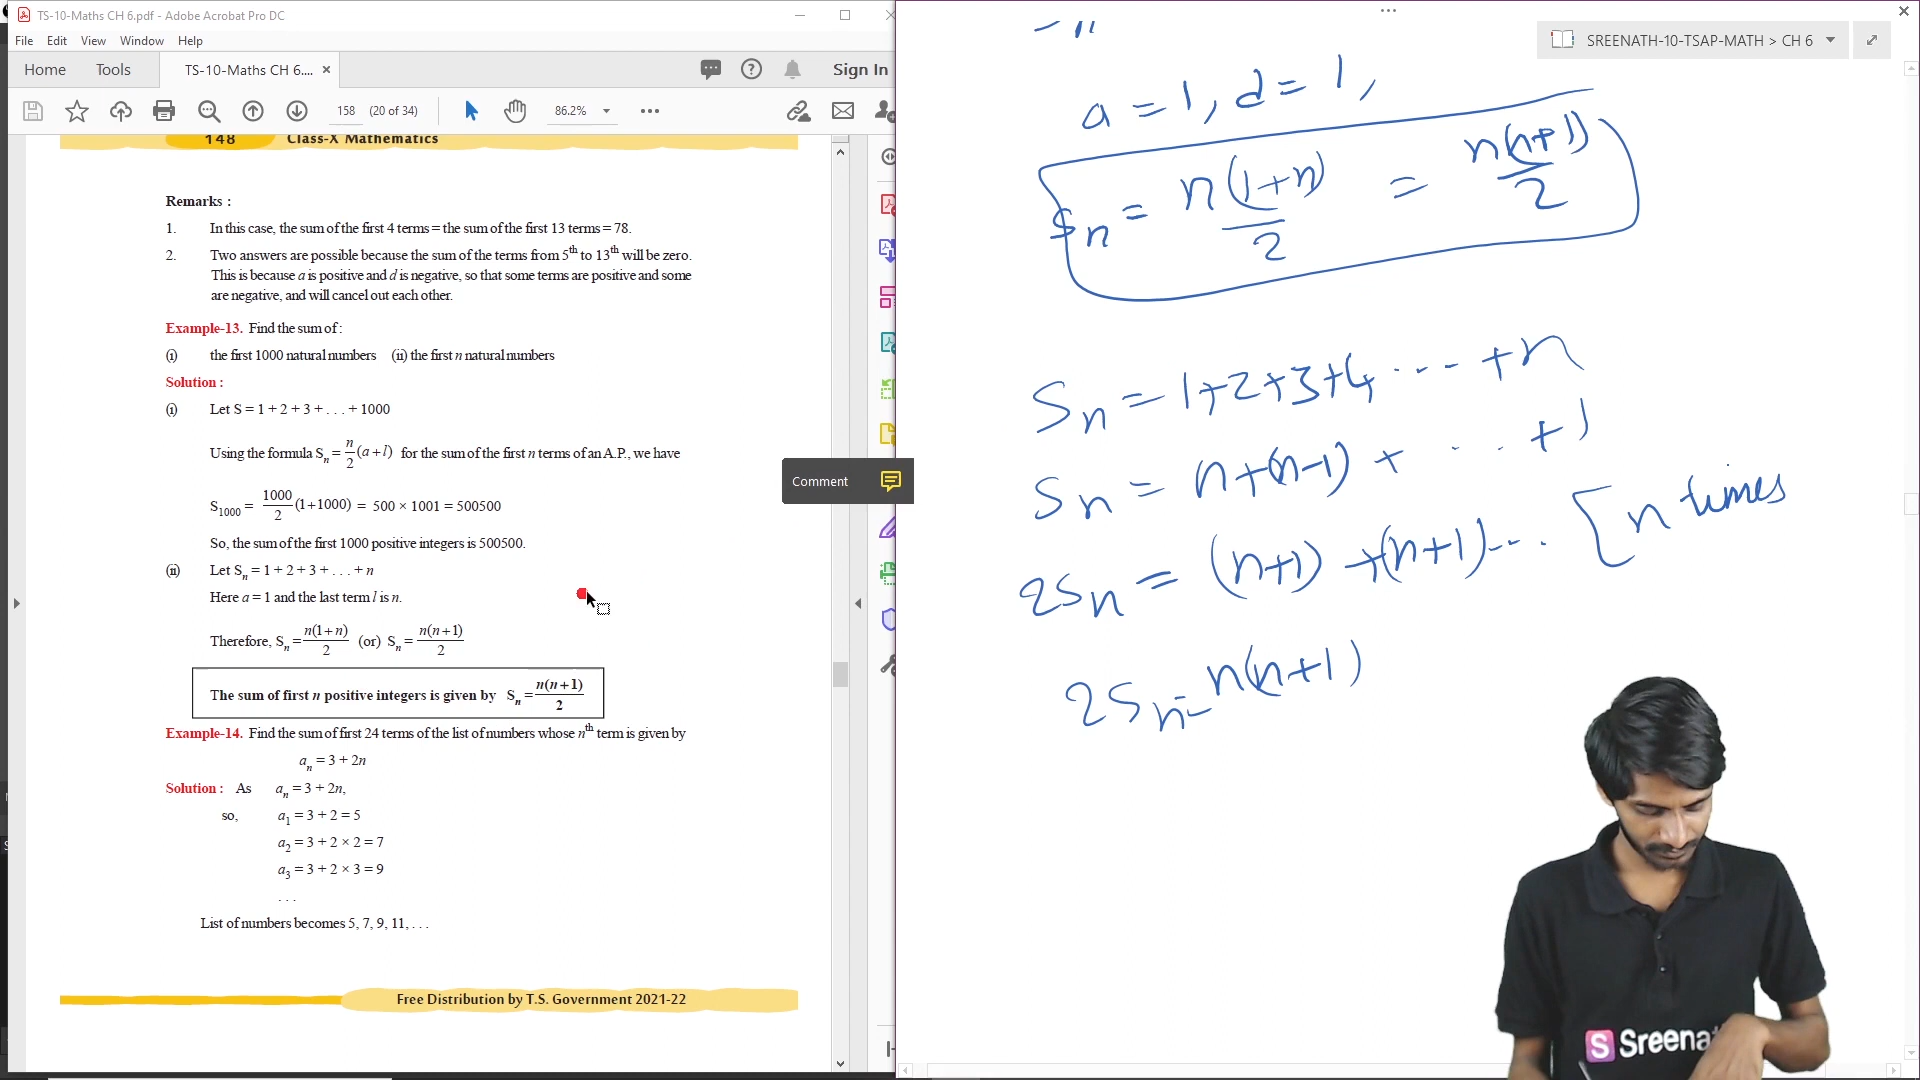 TS-10-Maths CH 6.pdf - Adobe Acrobat Pro DC
File Edit View Window Help
Home Tools TS-10-Maths CH 6.... × Sign In
158 (20 of 34) 86.2%
148 Class-X Mathematics
Remarks :
1. In this case, the sum of the first 4 terms = the sum of the first 13 terms = 78.
2. Two answers are possible because the sum of the terms from 5th to 13th will be zero.
This is because a is positive and d is negative, so that some terms are positive and some
are negative, and will cancel out each other.
Example-13. Find the sum of :
(i) the first 1000 natural numbers (ii) the first n natural numbers
Solution :
(i) Let S = 1 + 2 + 3 + . . . + 1000
Using the formula Sn = n/2 (a + l) for the sum of the first n terms of an A.P., we have
S1000 = 1000/2 (1+1000) = 500 × 1001 = 500500
So, the sum of the first 1000 positive integers is 500500.
(ii) Let Sn = 1 + 2 + 3 + . . . + n
Here a = 1 and the last term l is n.
Therefore, Sn = n(1+n)/2 (or) Sn = n(n+1)/2
The sum of first n positive integers is given by Sn = n(n+1)/2
Example-14. Find the sum of first 24 terms of the list of numbers whose nth term is given by
an = 3 + 2n
Solution : As an = 3 + 2n,
so, a1 = 3 + 2 = 5
a2 = 3 + 2 × 2 = 7
a3 = 3 + 2 × 3 = 9
. . .
List of numbers becomes 5, 7, 9, 11, . . .
Free Distribution by T.S. Government 2021-22
Comment
SREENATH-10-TSAP-MATH > CH 6
a = 1, d = 1,
Sn = n(1+n)/2 = n(n+1)/2
Sn = 1+2+3+4 .... +n
Sn = n+(n-1) + ... +1
2Sn = (n+1) +(n+1)... [n times
2Sn = n(n+1)
S Sreena